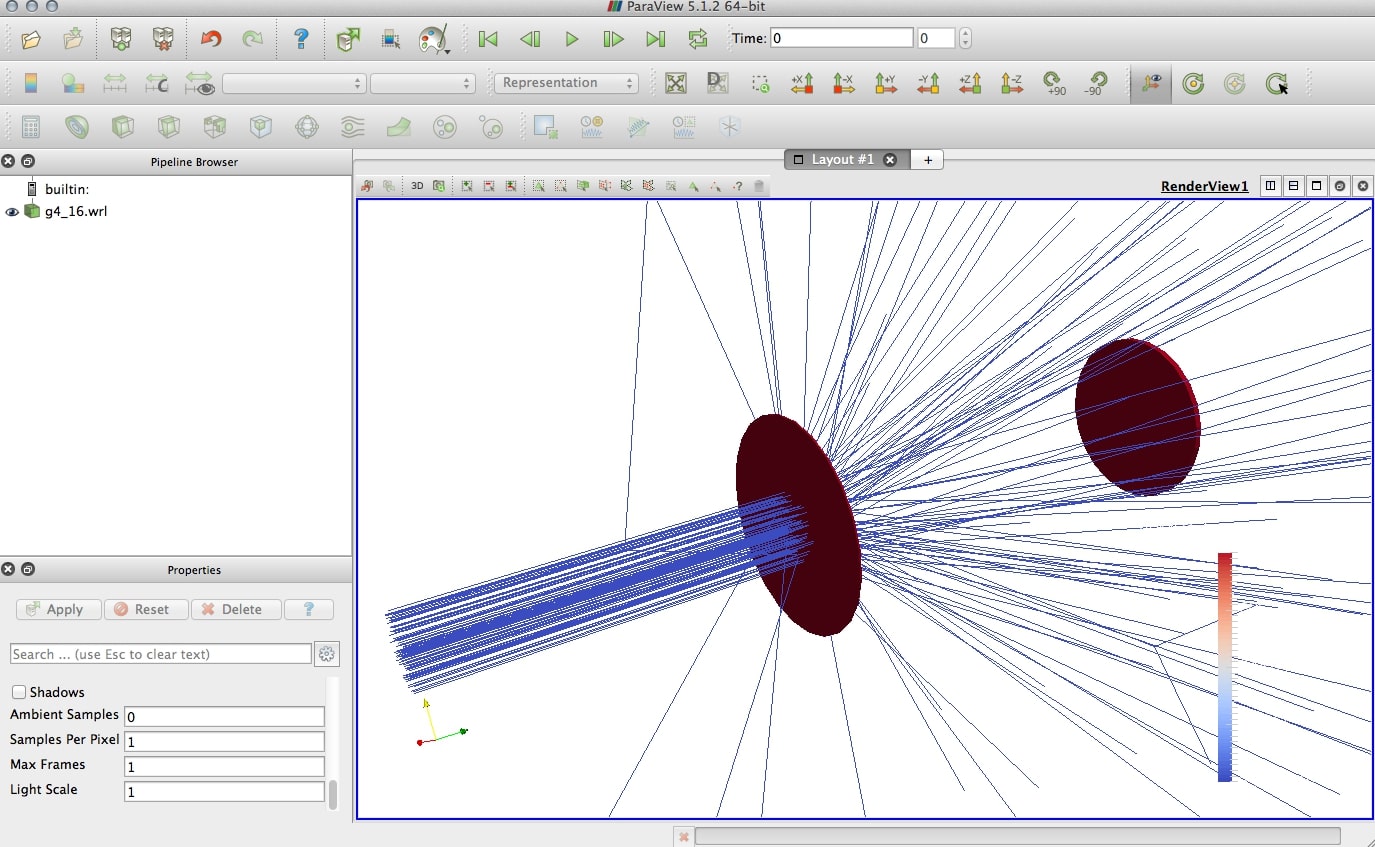 ParaView 5.1.2 64-bit
Time: 0 0
Representation
+X -X +Y -Y +Z -Z +90 -90
Pipeline Browser
Layout #1 +
builtin:
g4_16.wrl
3D
RenderView1
Properties
Apply Reset Delete ?
Search ... (use Esc to clear text)
Shadows
Ambient Samples 0
Samples Per Pixel 1
Max Frames 1
Light Scale 1